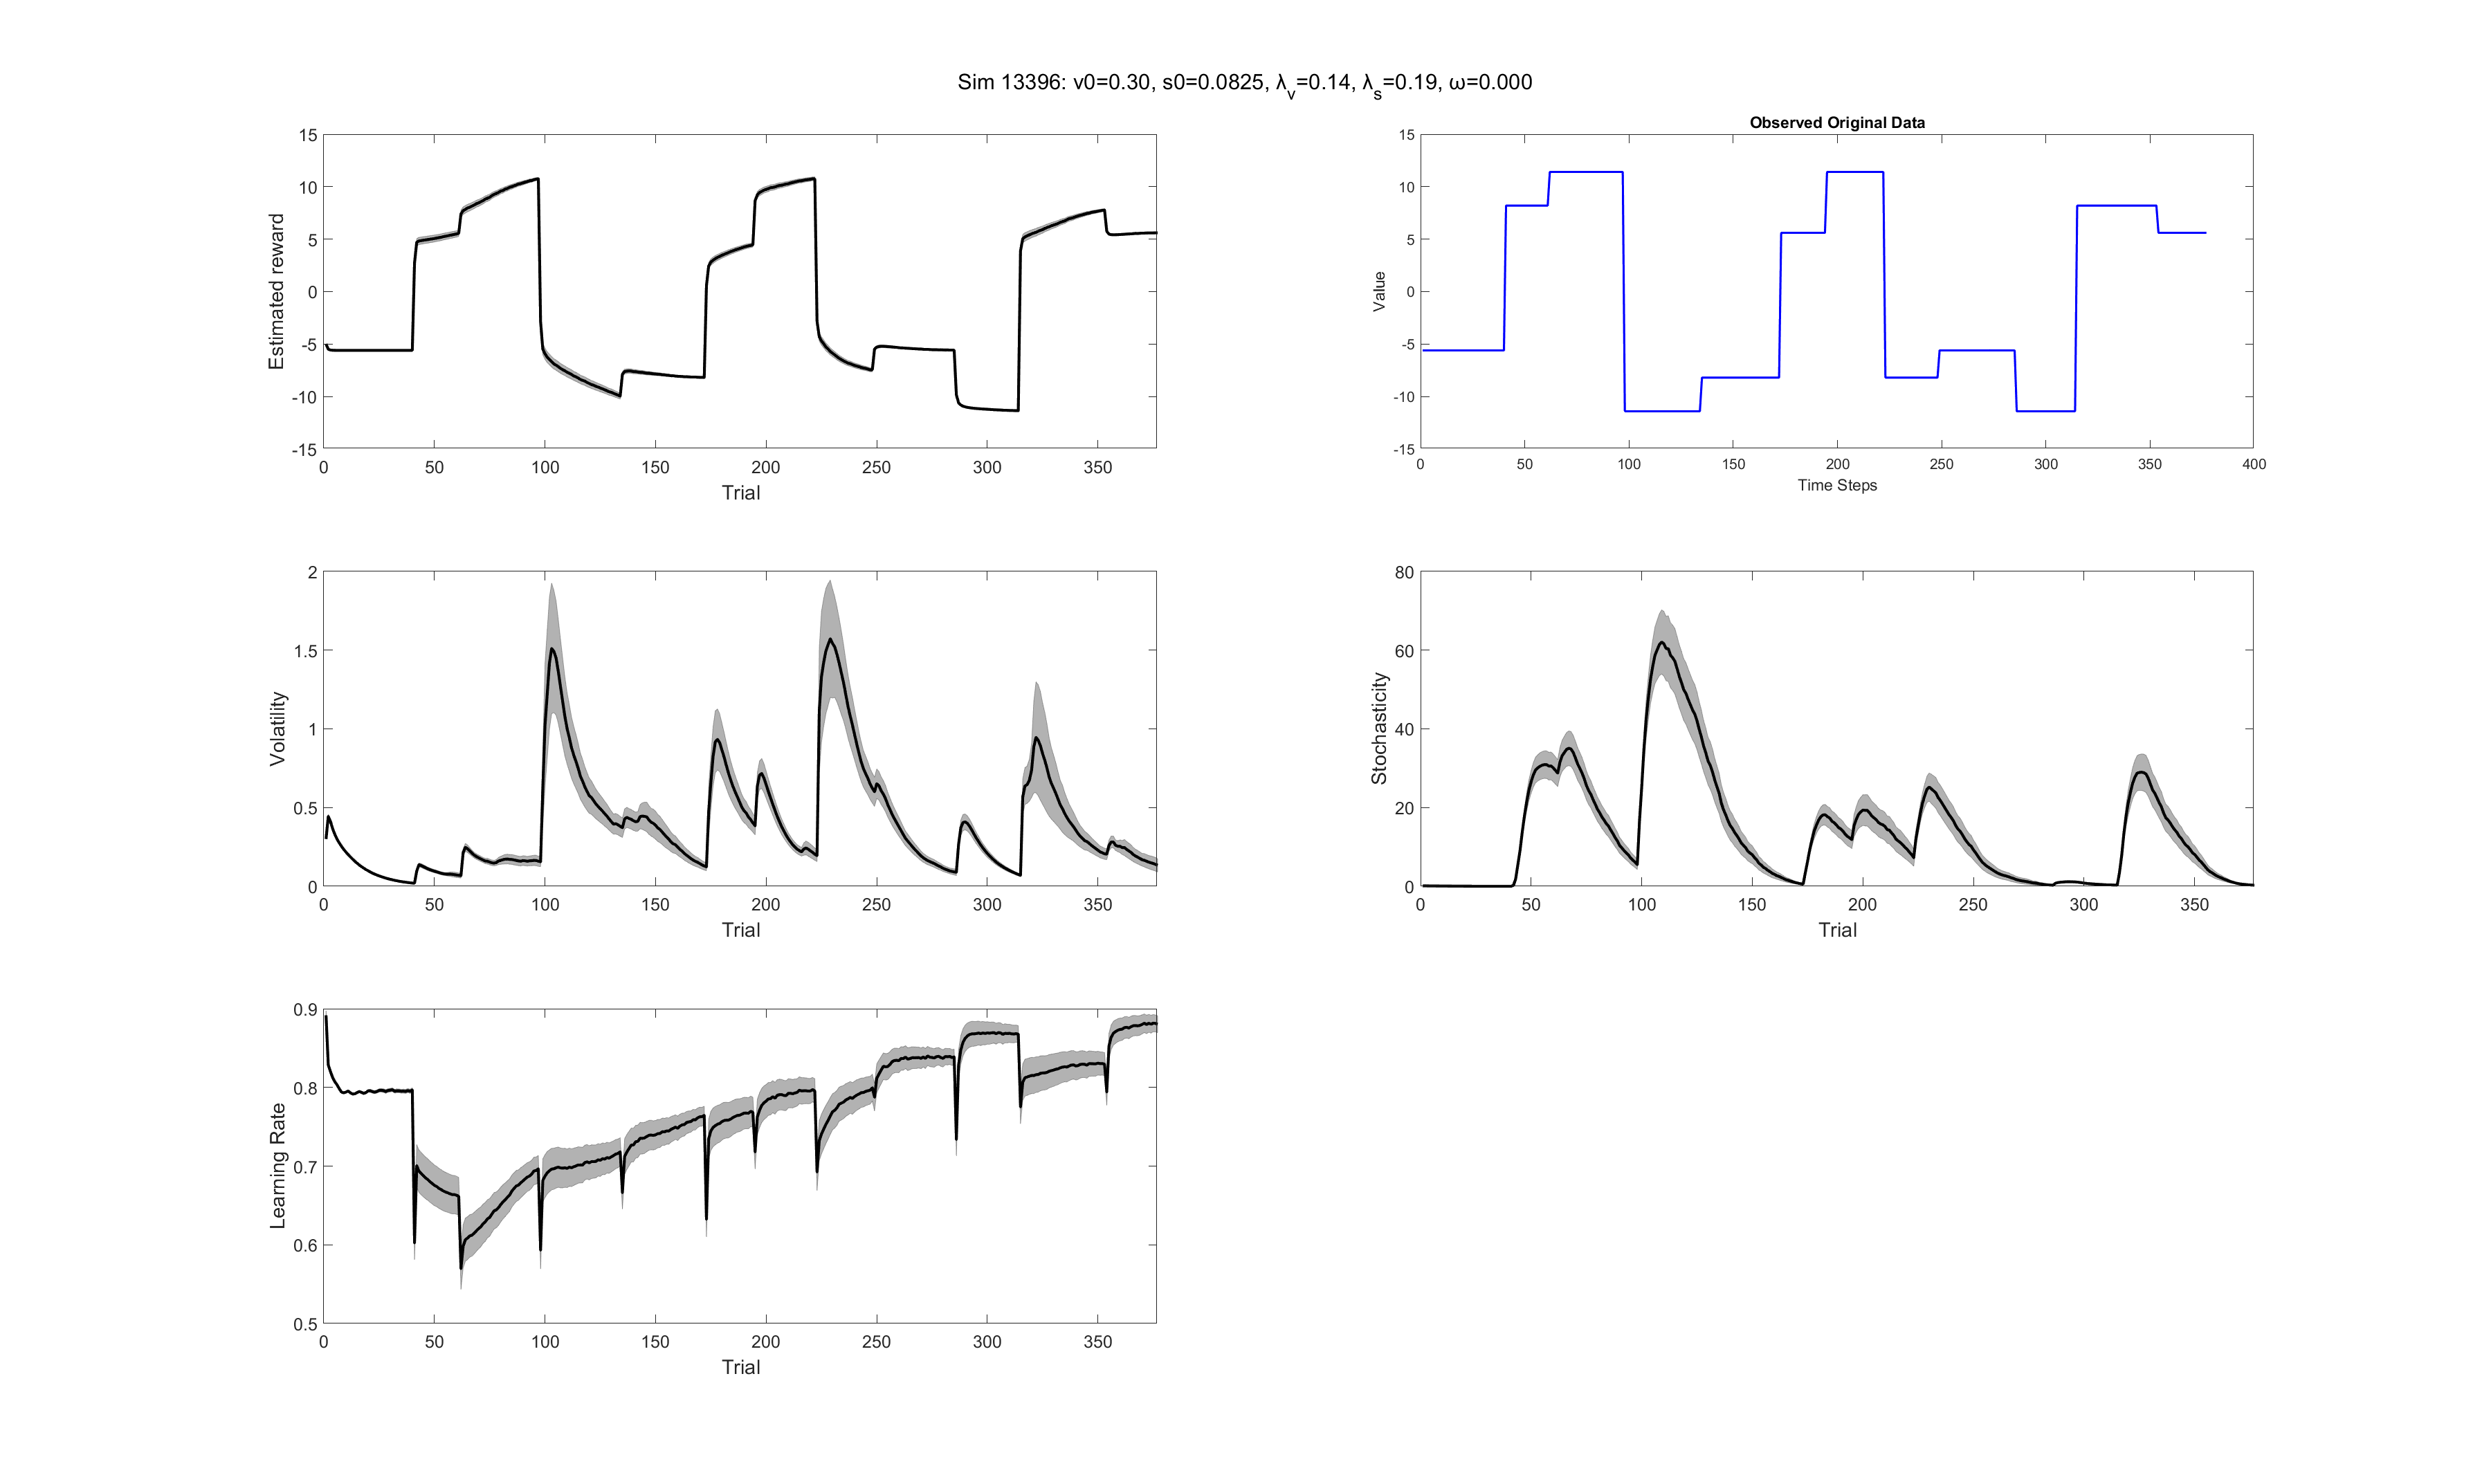 Sim 13396: v0=0.30, s0=0.0825, λv=0.14, λs=0.19, ω=0.000
15
10
5
0
-5
-10
-15
Estimated reward
0 50 100 150 200 250 300 350
Trial
Observed Original Data
15
10
5
0
-5
-10
-15
Value
0 50 100 150 200 250 300 350 400
Time Steps
2
1.5
1
0.5
0
Volatility
0 50 100 150 200 250 300 350
Trial
80
60
40
20
0
Stochasticity
0 50 100 150 200 250 300 350
Trial
0.9
0.8
0.7
0.6
0.5
Learning Rate
0 50 100 150 200 250 300 350
Trial